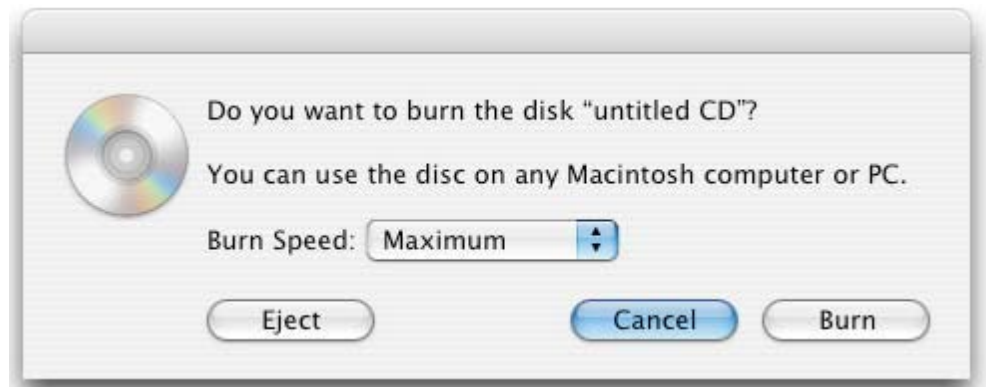 Do you want to burn the disk “untitled CD”?
You can use the disc on any Macintosh computer or PC.
Burn Speed: Maximum
Eject Cancel Burn